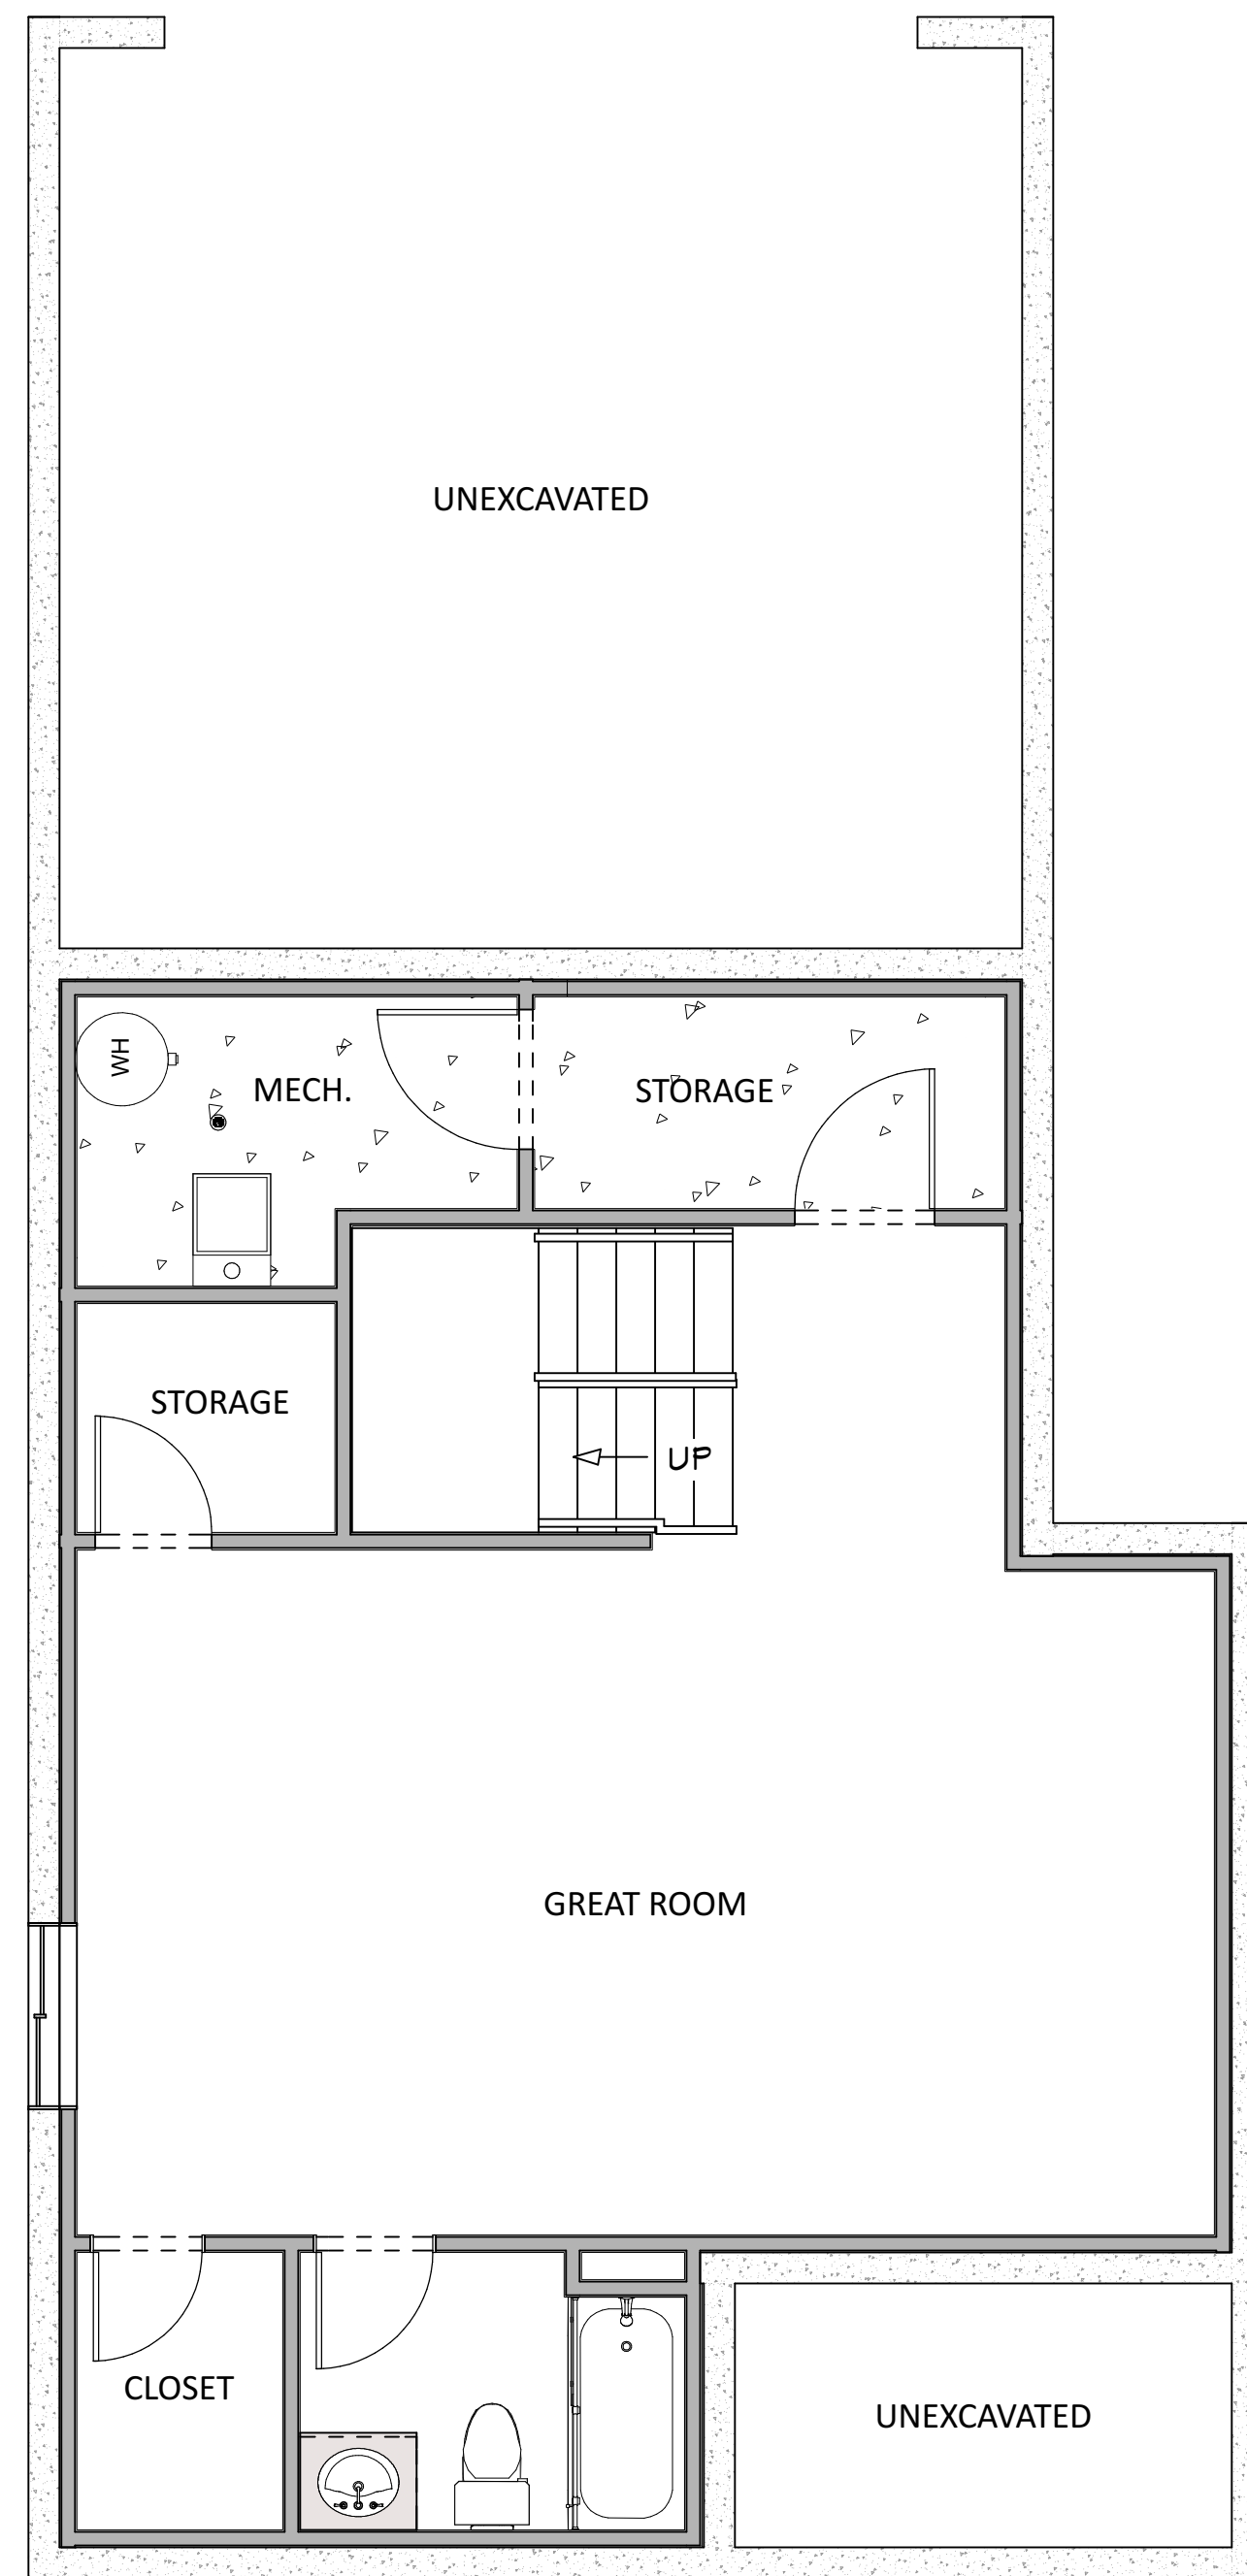 UNEXCAVATED
WH
MECH.
STORAGE
STORAGE
UP
GREAT ROOM
CLOSET
UNEXCAVATED